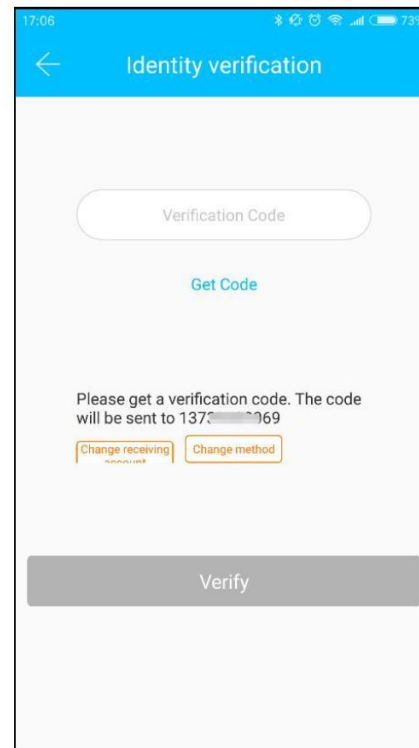 17:06
73%
Identity verification
Verification Code
Get Code
Please get a verification code. The code
will be sent to 137
969
Change receiving
account
Change method
Verify